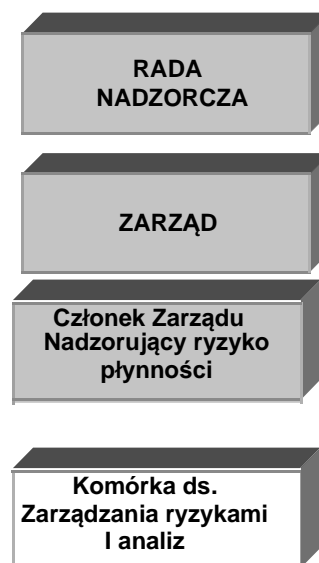 RADA
NADZORCZA
ZARZĄD
Członek Zarządu
Nadzorujący ryzyko
płynności
Komórka ds.
Zarządzania ryzykami
I analiz